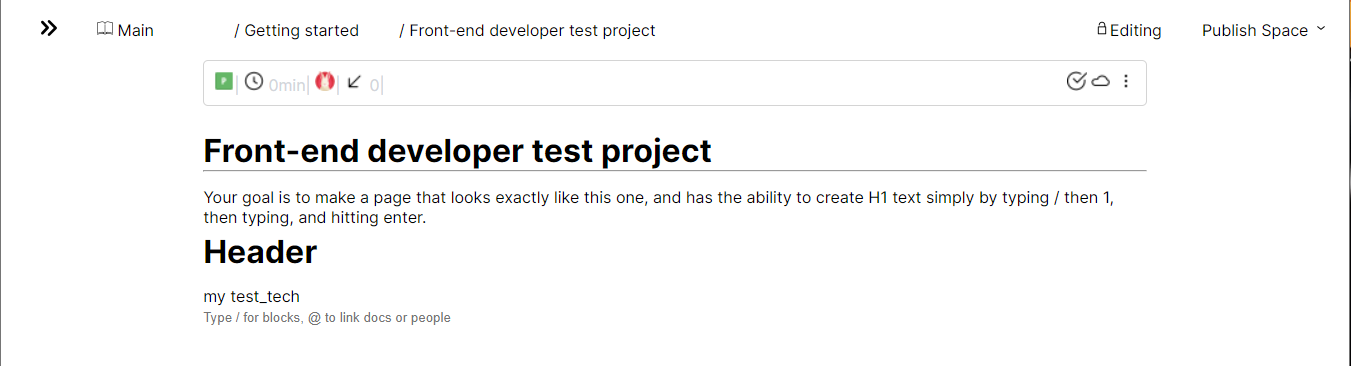 Main / Getting started / Front-end developer test project Editing Publish Space
P | 0min| | 0|
Front-end developer test project
Your goal is to make a page that looks exactly like this one, and has the ability to create H1 text simply by typing / then 1,
then typing, and hitting enter.
Header
my test_tech
Type / for blocks, @ to link docs or people